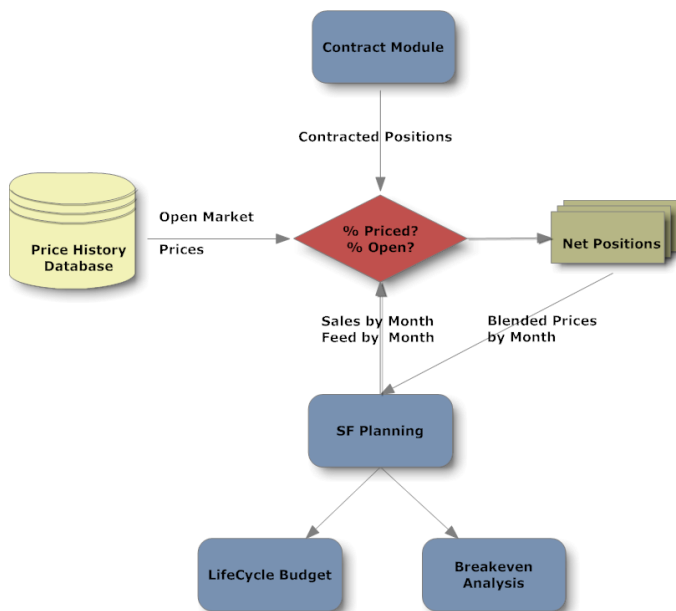 Contract Module
Contracted Positions
Open Market
Prices
Price History
Database
% Priced?
% Open?
Net Positions
Sales by Month
Feed by  Month
Blended Prices
by Month
SF Planning
LifeCycle Budget
Breakeven
Analysis